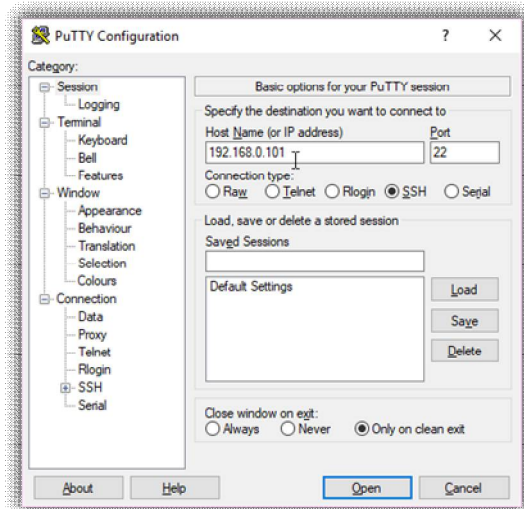 PuTTY Configuration ? ×
Category:
Session
Logging
Terminal
Keyboard
Bell
Features
Window
Appearance
Behaviour
Translation
Selection
Colours
Connection
Data
Proxy
Telnet
Rlogin
SSH
Serial
Basic options for your PuTTY session
Specify the destination you want to connect to
Host Name (or IP address) Port
192.168.0.101 22
Connection type:
Raw Telnet Rlogin SSH Serial
Load, save or delete a stored session
Saved Sessions
Default Settings
Load
Save
Delete
Close window on exit:
Always Never Only on clean exit
About Help Open Cancel